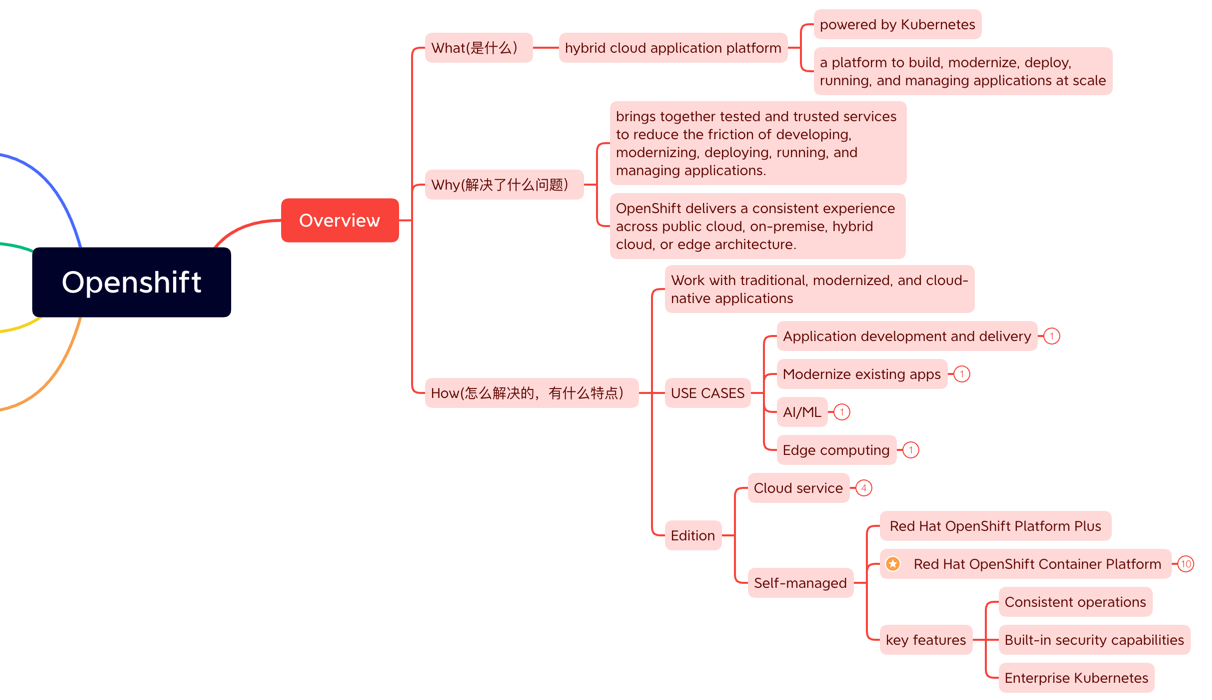 Openshift
Overview
What(是什么）
hybrid cloud application platform
powered by Kubernetes
a platform to build, modernize, deploy,
running, and managing applications at scale
Why(解决了什么问题）
brings together tested and trusted services
to reduce the friction of developing,
modernizing, deploying, running, and
managing applications.
OpenShift delivers a consistent experience
across public cloud, on-premise, hybrid
cloud, or edge architecture.
How(怎么解决的，有什么特点）
Work with traditional, modernized, and cloud-
native applications
USE CASES
Application development and delivery 1
Modernize existing apps 1
AI/ML 1
Edge computing 1
Edition
Cloud service 4
Self-managed
Red Hat OpenShift Platform Plus
Red Hat OpenShift Container Platform 10
key features
Consistent operations
Built-in security capabilities
Enterprise Kubernetes